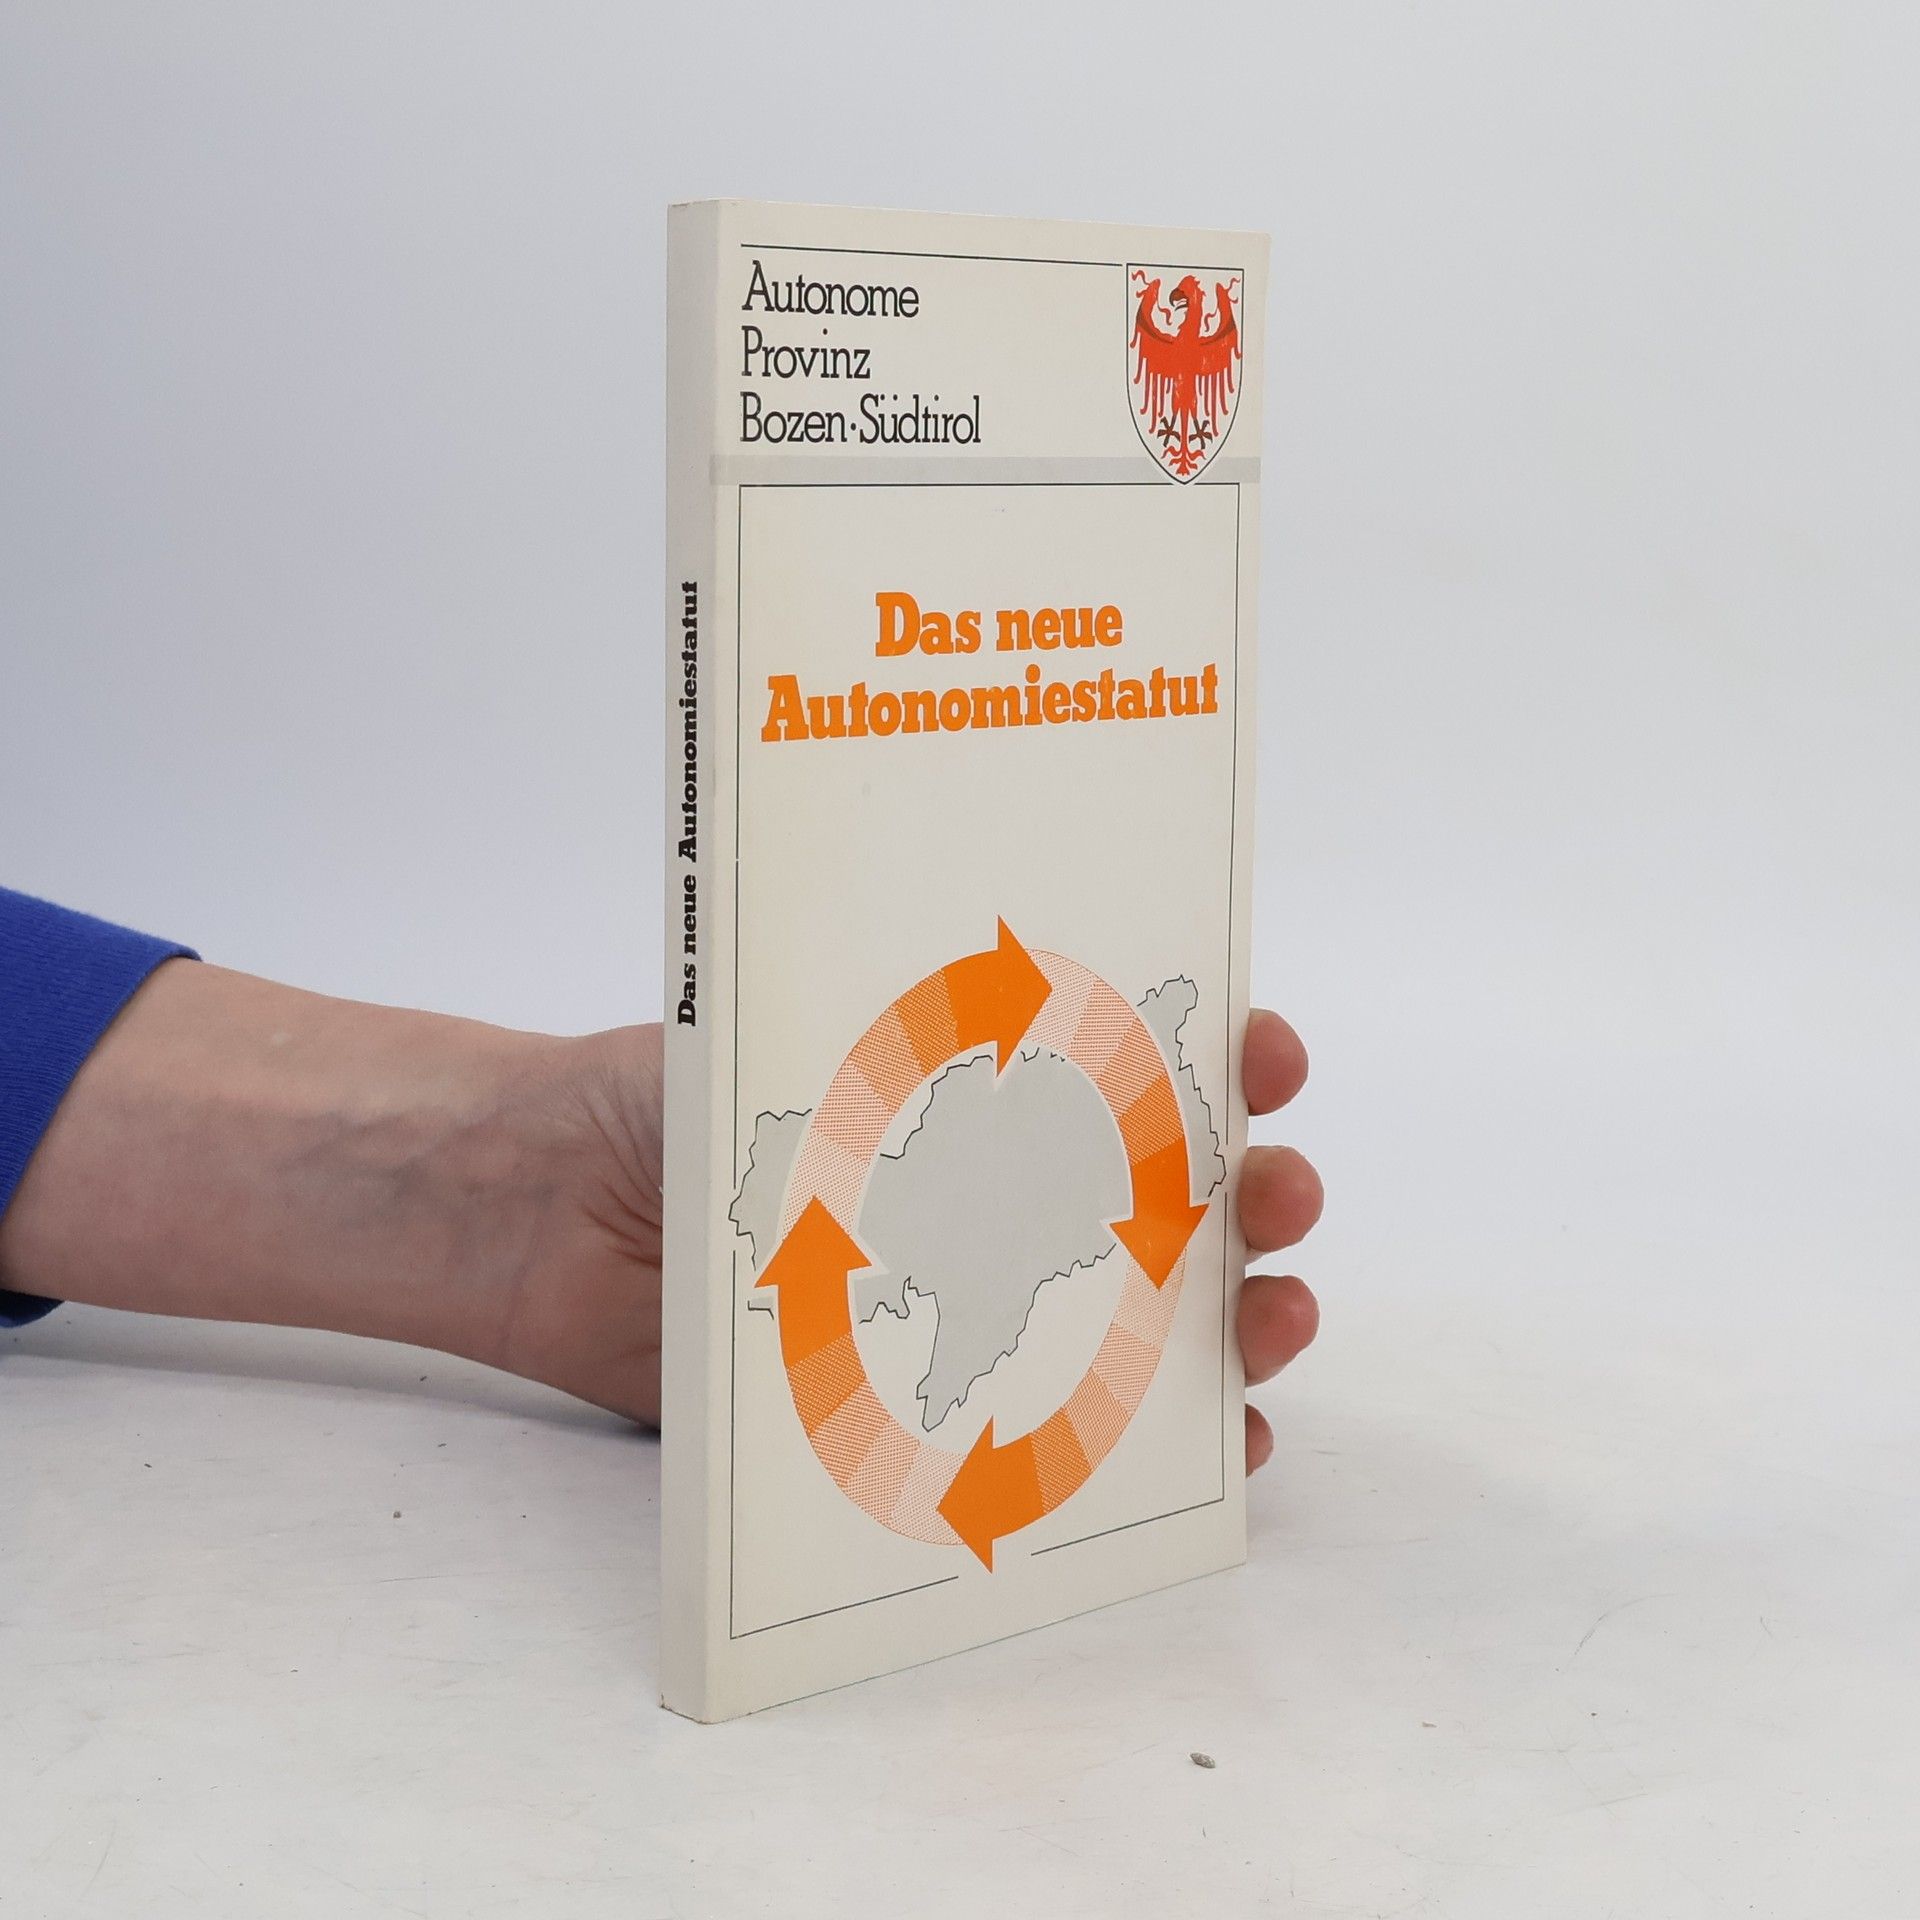 Autonome
Provinz
Bozen·Südtirol
Das neue
Autonomiestatut
Das neue Autonomiestatut